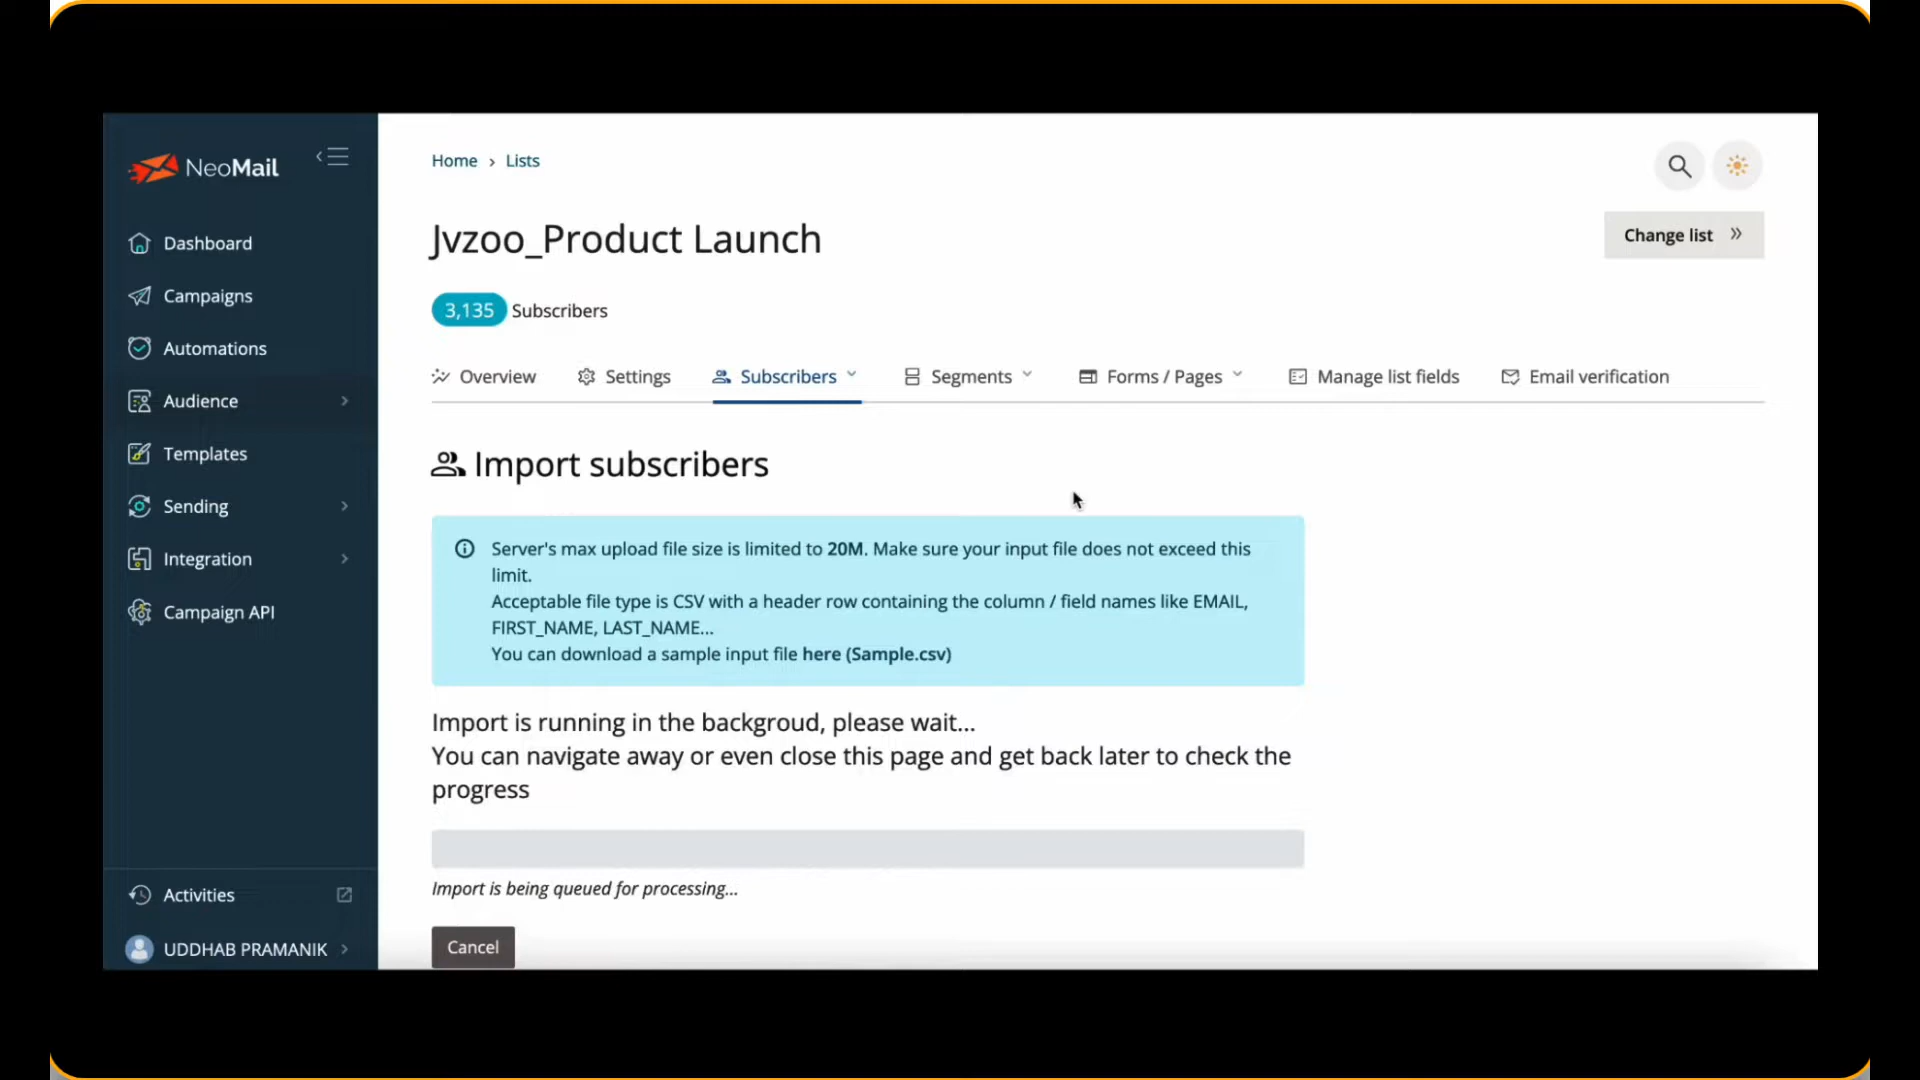 NeoMail
Dashboard
Campaigns
Automations
Audience
Templates
Sending
Integration
Campaign API
Activities
UDDHAB PRAMANIK
Home › Lists
Jvzoo_Product Launch
Change list »
3,135 Subscribers
Overview Settings Subscribers Segments Forms / Pages Manage list fields Email verification
Import subscribers
Server's max upload file size is limited to 20M. Make sure your input file does not exceed this
limit.
Acceptable file type is CSV with a header row containing the column / field names like EMAIL,
FIRST_NAME, LAST_NAME...
You can download a sample input file here (Sample.csv)
Import is running in the backgroud, please wait...
You can navigate away or even close this page and get back later to check the
progress
Import is being queued for processing...
Cancel